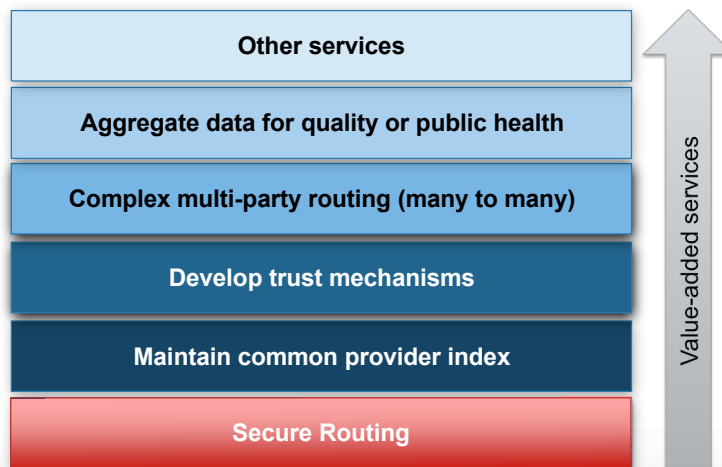 Other services
Aggregate data for quality or public health
Complex multi-party routing (many to many)
Develop trust mechanisms
Maintain common provider index
Secure Routing
Value-added services